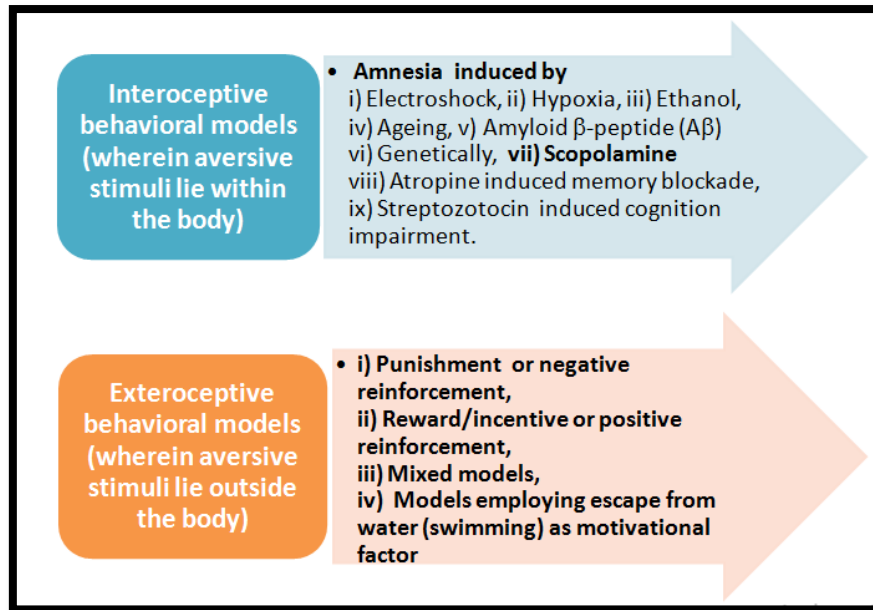 Interoceptive
behavioral models
(wherein aversive
stimuli lie within
the body)
• Amnesia induced by
i) Electroshock, ii) Hypoxia, iii) Ethanol,
iv) Ageing, v) Amyloid β-peptide (Aβ)
vi) Genetically, vii) Scopolamine
viii) Atropine induced memory blockade,
ix) Streptozotocin induced cognition
impairment.
Exteroceptive
behavioral models
(wherein aversive
stimuli lie outside
the body)
• i) Punishment or negative
reinforcement,
ii) Reward/incentive or positive
reinforcement,
iii) Mixed models,
iv) Models employing escape from
water (swimming) as motivational
factor